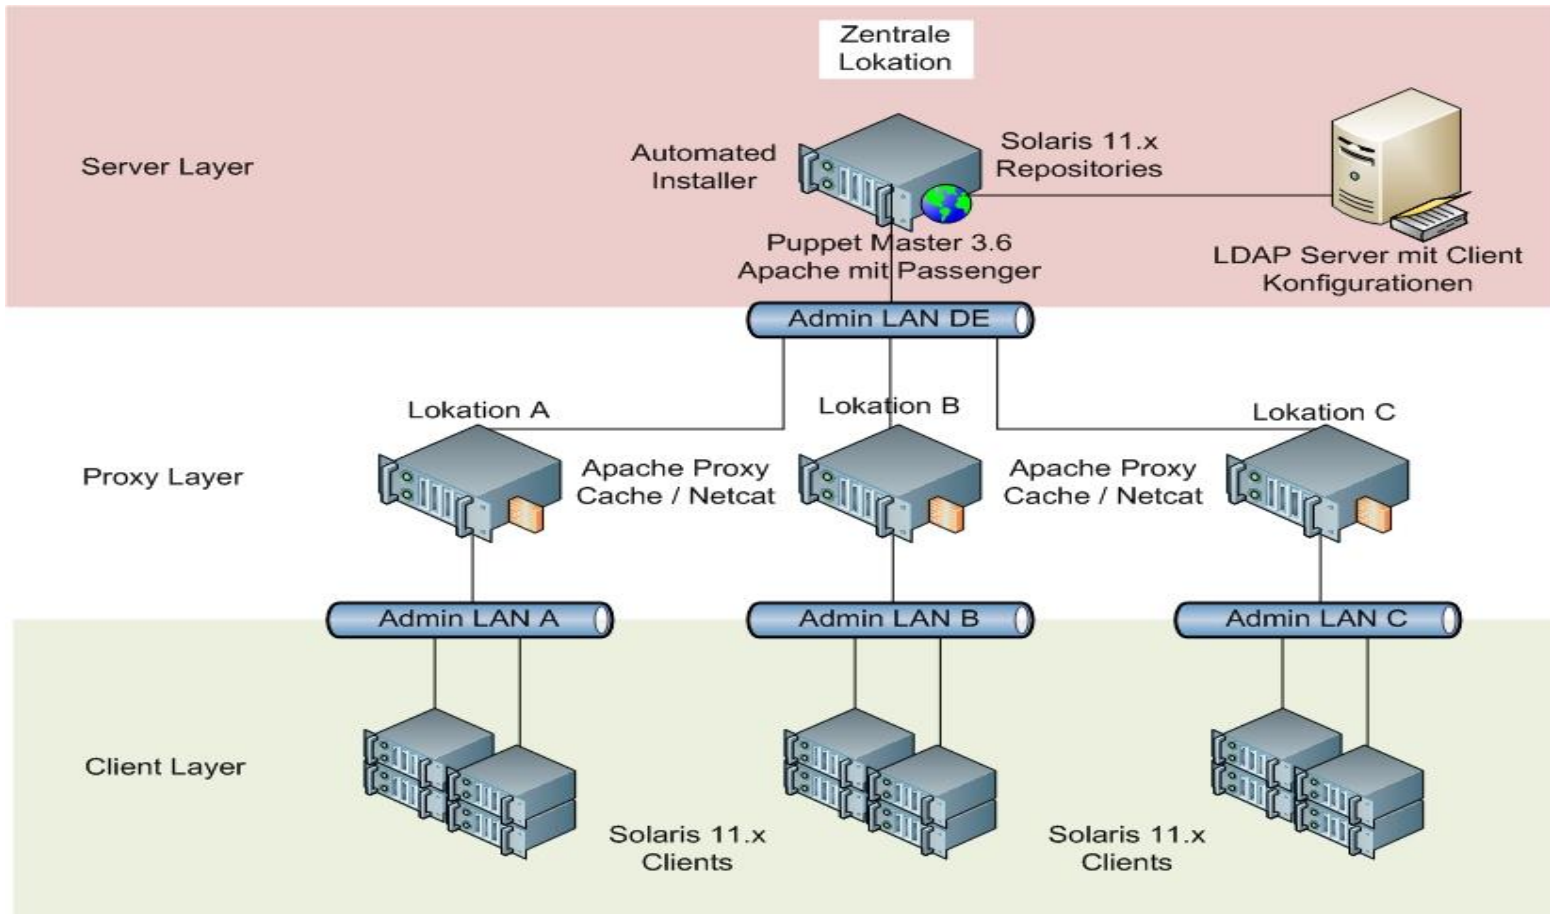 Zentrale
Lokation
Server Layer
Automated
Installer
Solaris 11.x
Repositories
Puppet Master 3.6
Apache mit Passenger
LDAP Server mit Client
Konfigurationen
Admin LAN DE
Lokation A
Lokation B
Lokation C
Proxy Layer
Apache Proxy
Cache / Netcat
Apache Proxy
Cache / Netcat
Admin LAN A
Admin LAN B
Admin LAN C
Client Layer
Solaris 11.x
Clients
Solaris 11.x
Clients